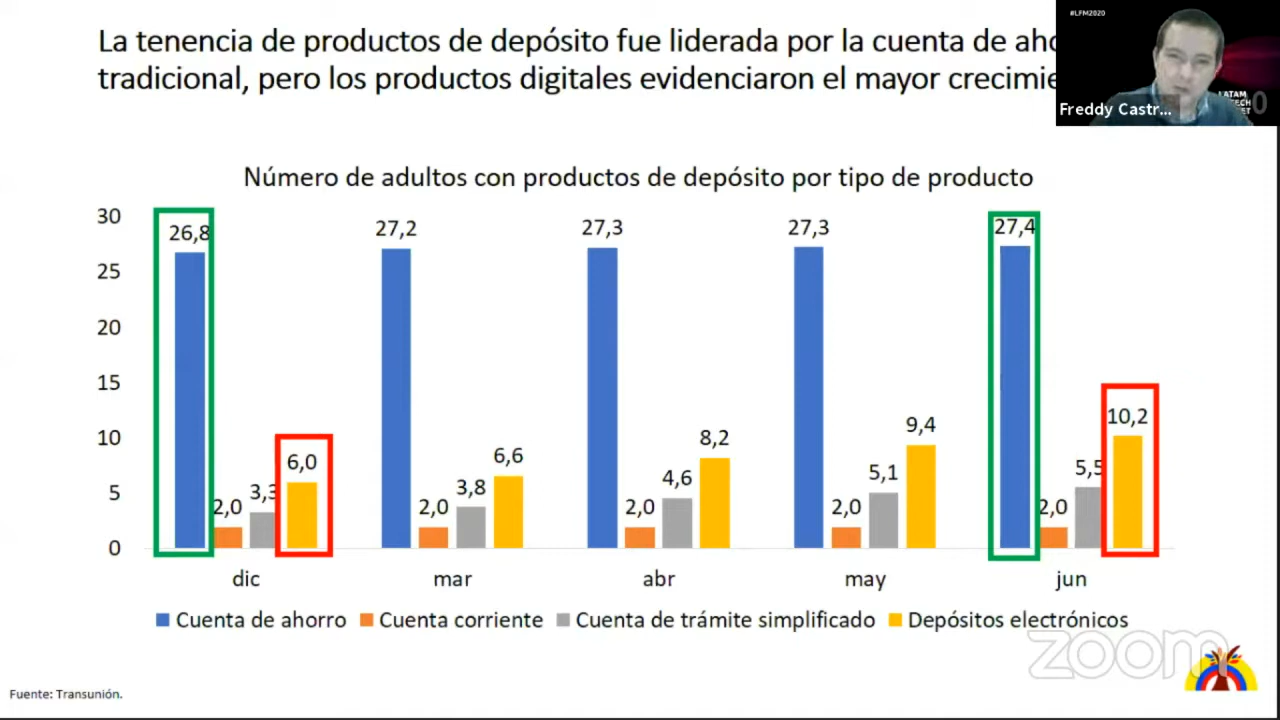 La tenencia de productos de depósito fue liderada por la cuenta de aho
tradicional, pero los productos digitales evidenciaron el mayor crecimie
#LFM2020
LATAM
Freddy Castr...
Número de adultos con productos de depósito por tipo de producto
30
25
20
15
10
5
0
26,8
2,0
3,3
6,0
27,2
2,0
3,8
6,6
27,3
2,0
4,6
8,2
27,3
2,0
5,1
9,4
27,4
2,0
5,5
10,2
dic
mar
abr
may
jun
Cuenta de ahorro
Cuenta corriente
Cuenta de trámite simplificado
Depósitos electrónicos
zoom
Fuente: Transunión.